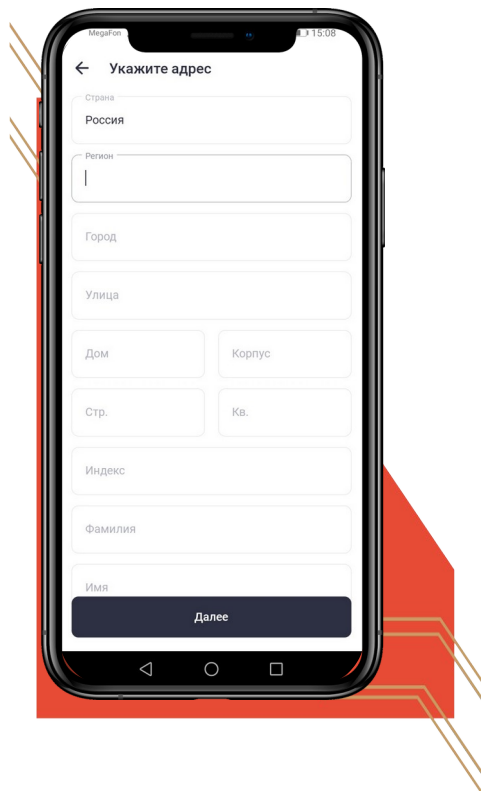 MegaFon 15:08
Укажите адрес
Страна
Россия
Регион
Город
Улица
Дом Корпус
Стр. Кв.
Индекс
Фамилия
Имя
Далее